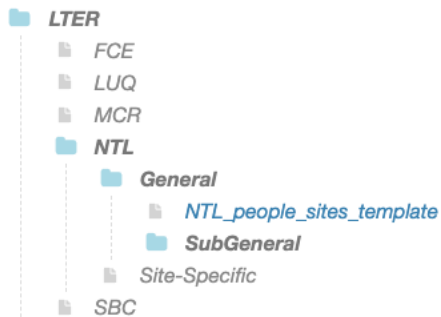 LTER
FCE
LUQ
MCR
NTL
General
NTL_people_sites_template
SubGeneral
Site-Specific
SBC